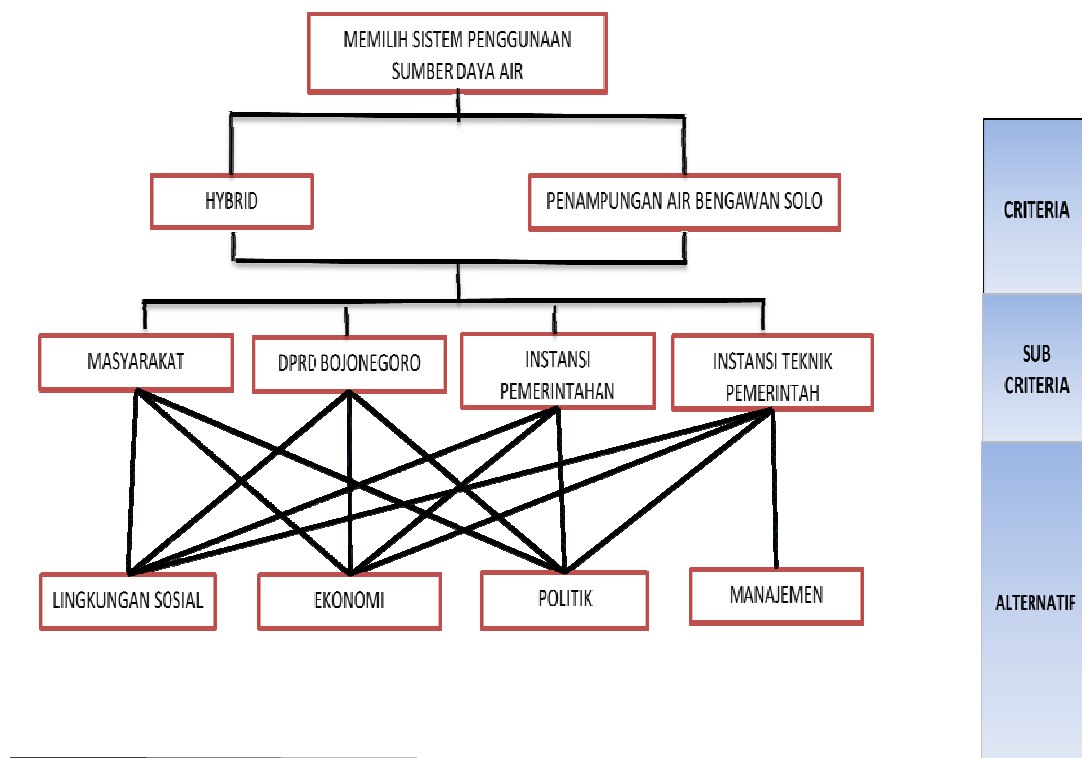 MEMILIH SISTEM PENGGUNAAN
SUMBER DAYA AIR
HYBRID
PENAMPUNGAN AIR BENGAWAN SOLO
CRITERIA
MASYARAKAT
DPRD BOJONEGORO
INSTANSI
PEMERINTAHAN
INSTANSI TEKNIK
PEMERINTAH
SUB
CRITERIA
LINGKUNGAN SOSIAL
EKONOMI
POLITIK
MANAJEMEN
ALTERNATIF